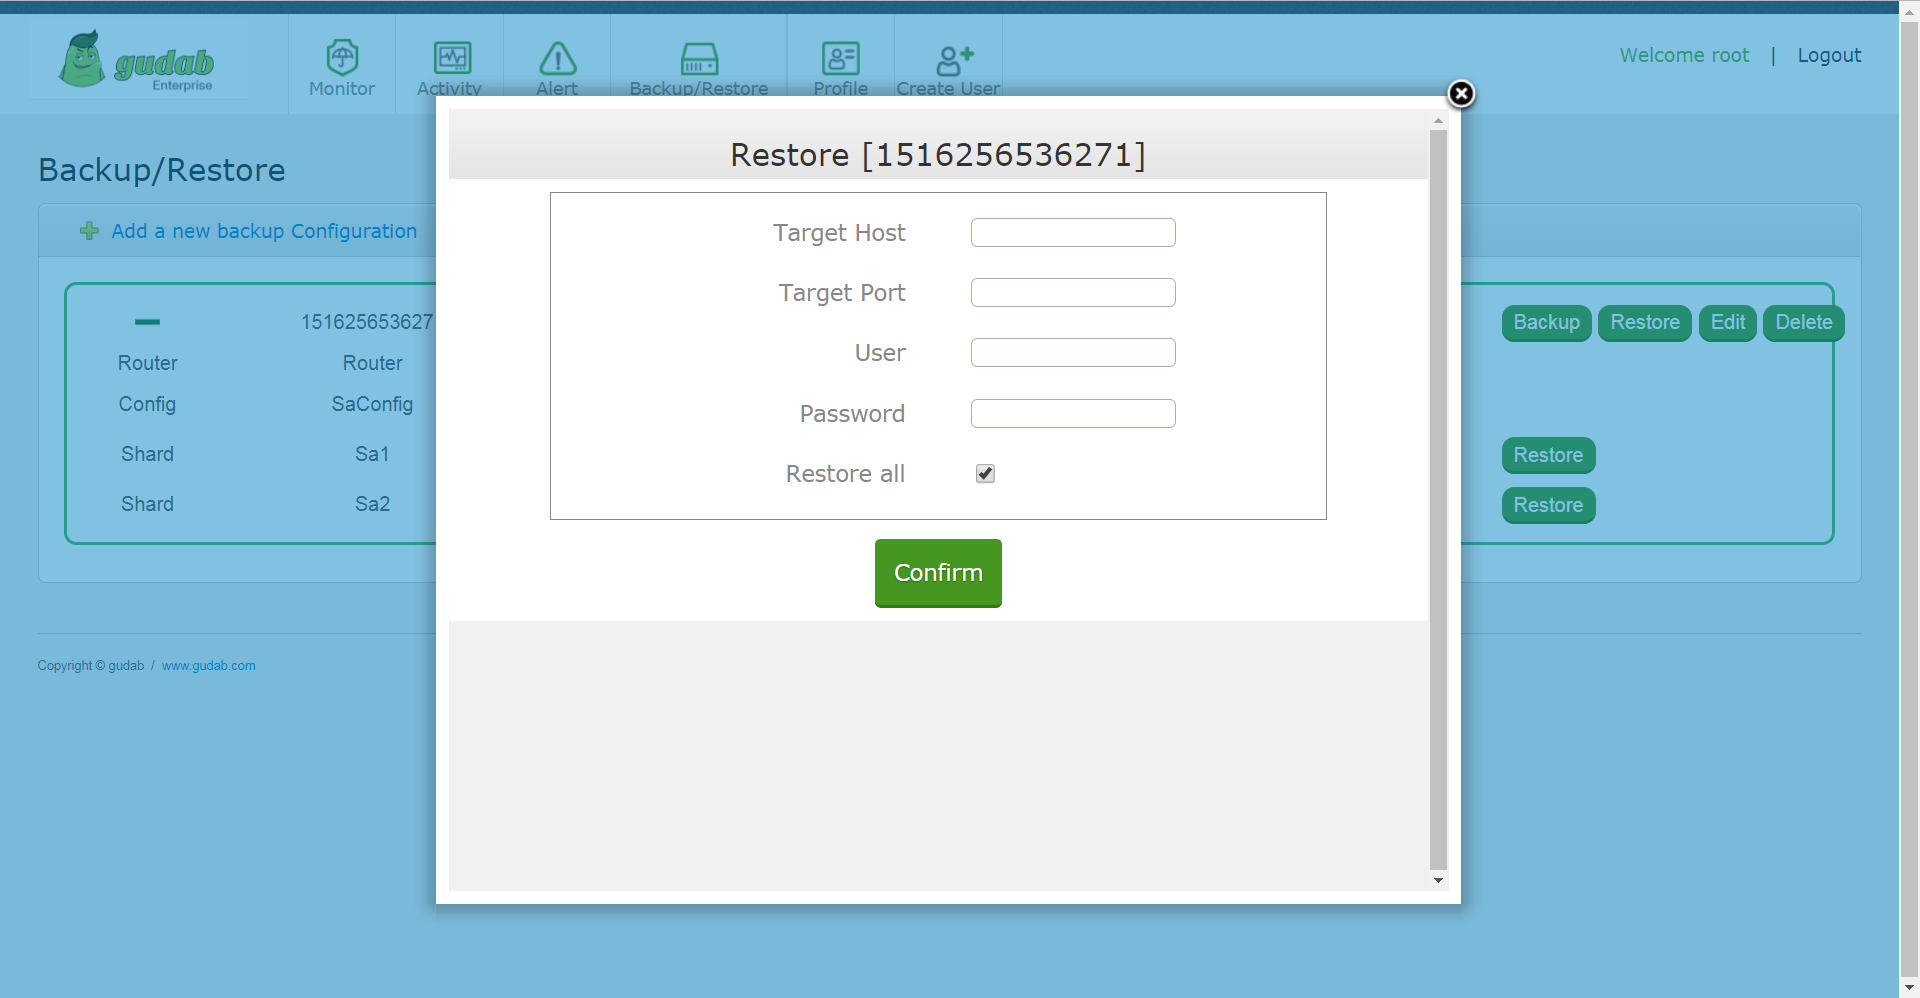 gudab
Enterprise
Monitor
Activity
Alert
Backup/Restore
Profile
Create User
Welcome root | Logout
Backup/Restore
Add a new backup Configuration
151625653627
Backup Restore Edit Delete
Router Router
Config SaConfig
Shard Sa1 Restore
Shard Sa2 Restore
Restore [1516256536271]
Target Host
Target Port
User
Password
Restore all
Confirm
Copyright © gudab / www.gudab.com